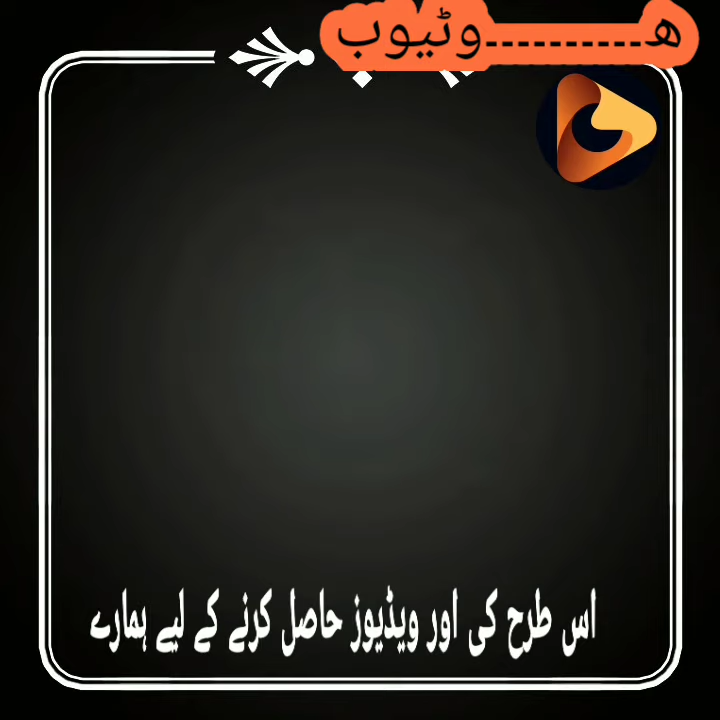 ھ----------وٹیوب
اس طرح کی اور ویڈیوز حاصل کرنے کے لیے ہمارے